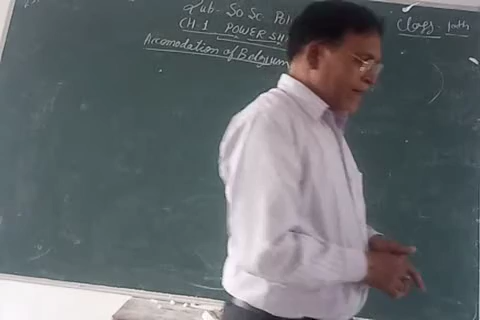 Sub- So Sc. Pol
CH-1 POWER SH
Accomodation of Belgium
Class- 10th